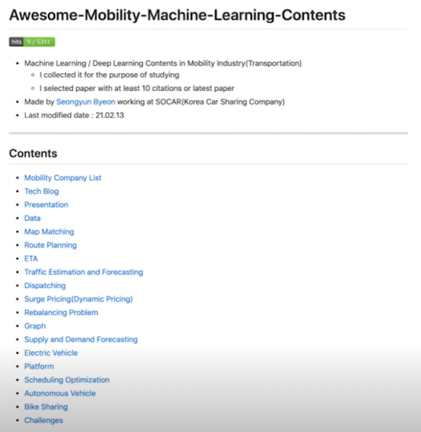 Awesome-Mobility-Machine-Learning-Contents
hits 9 / 5311
Machine Learning / Deep Learning Contents in Mobility Industry(Transportation)
I collected it for the purpose of studying
I selected paper with at least 10 citations or latest paper
Made by Seongyun Byeon working at SOCAR(Korea Car Sharing Company)
Last modified date : 21.02.13
Contents
Mobility Company List
Tech Blog
Presentation
Data
Map Matching
Route Planning
ETA
Traffic Estimation and Forecasting
Dispatching
Surge Pricing(Dynamic Pricing)
Rebalancing Problem
Graph
Supply and Demand Forecasting
Electric Vehicle
Platform
Scheduling Optimization
Autonomous Vehicle
Bike Sharing
Challenges